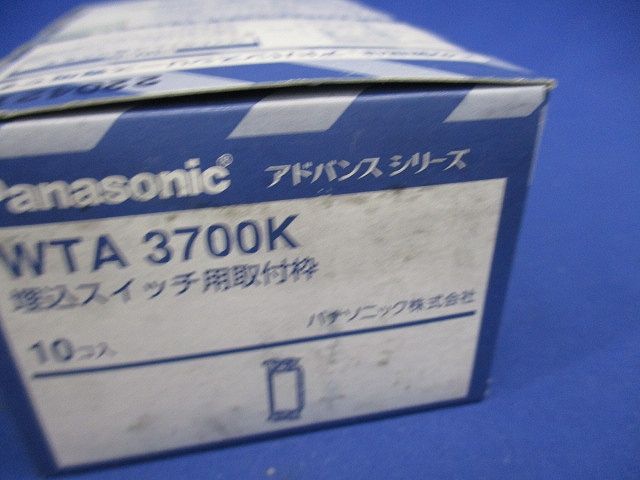 Panasonic® アドバンスシリーズ
WTA 3700K
埋込スイッチ用取付枠
パナソニック株式会社
10コ入